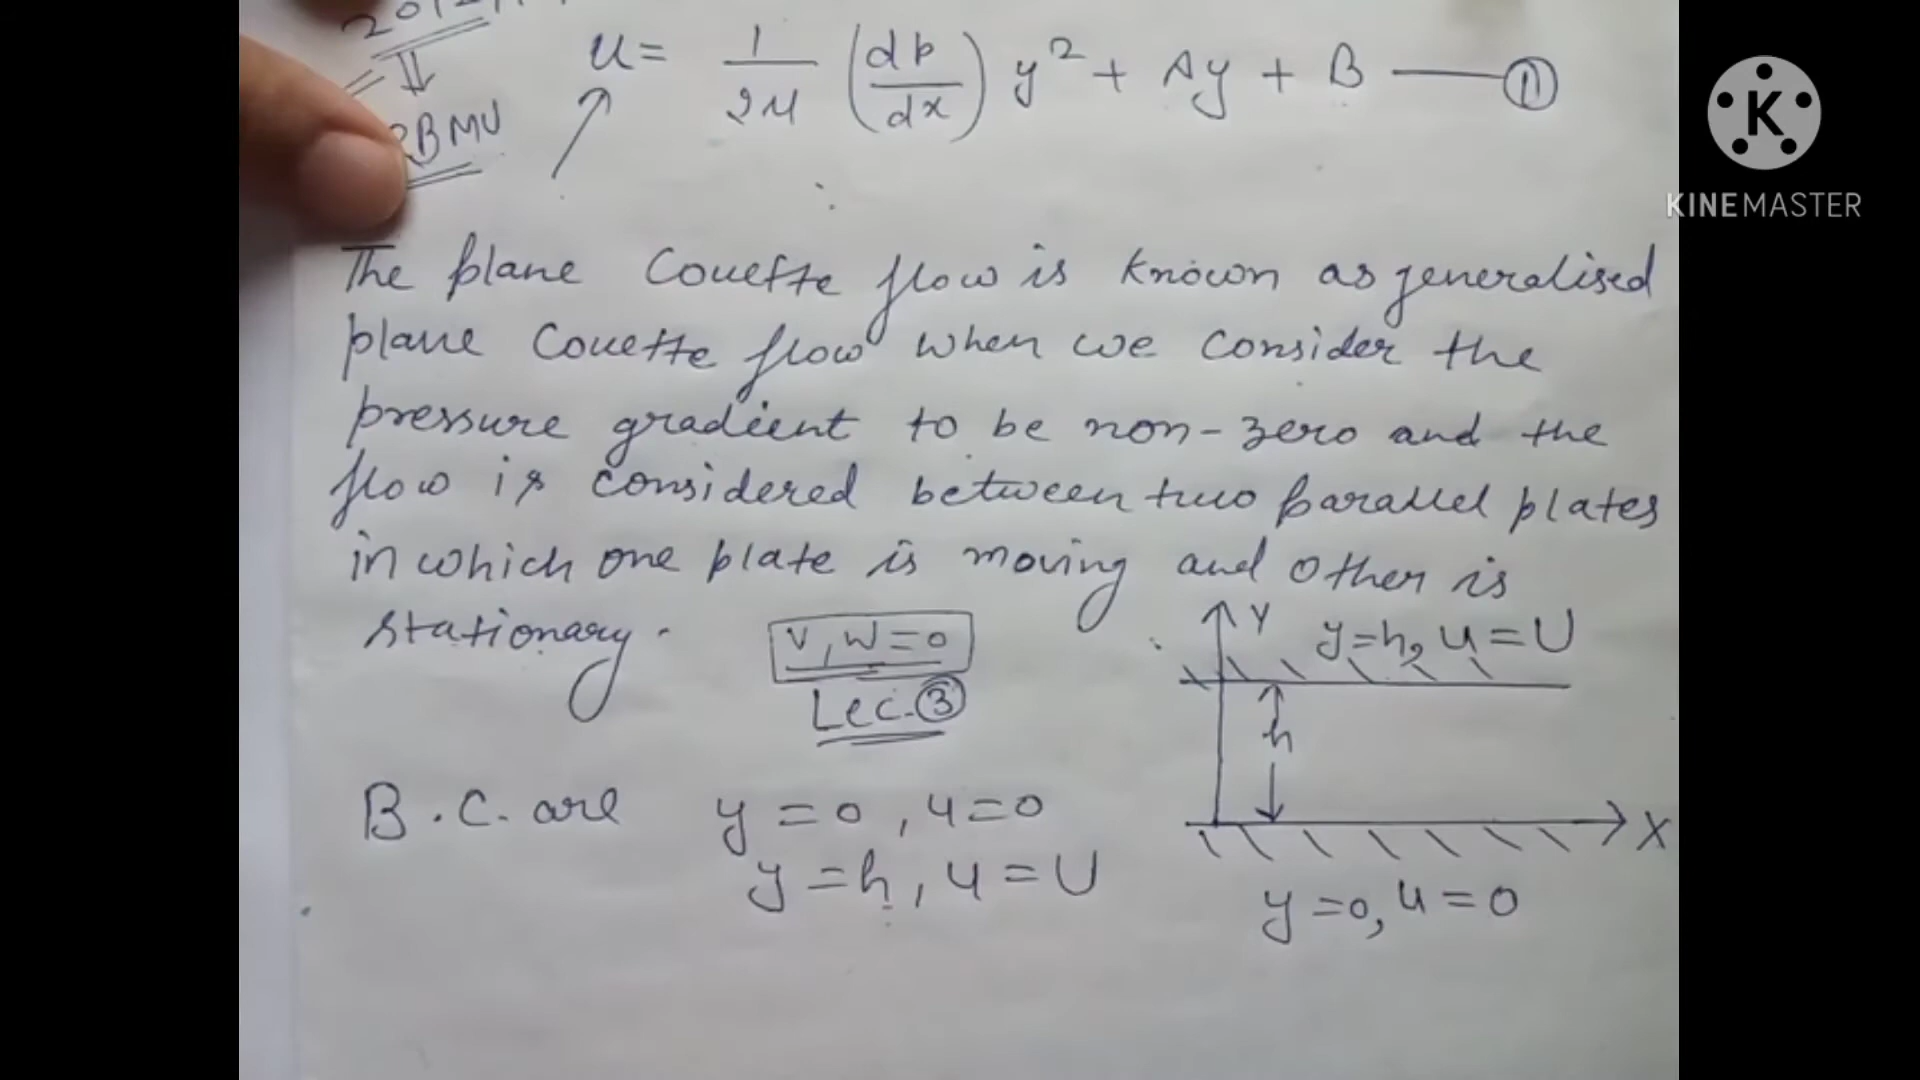 u = 1/2μ (dp/dx) y² + Ay + B — ⑪
RBMU
K
KINEMASTER
The plane Couette flow is known as generalised
plane Couette flow when we consider the
pressure gradient to be non-zero and the
flow is considered between two parallel plates
in which one plate is moving and other is
stationary.
V, W = 0
Lec. ③
Y
y=h, u=U
h
X
y=0, u=0
B.C. are y=0, u=0
y=h, u=U